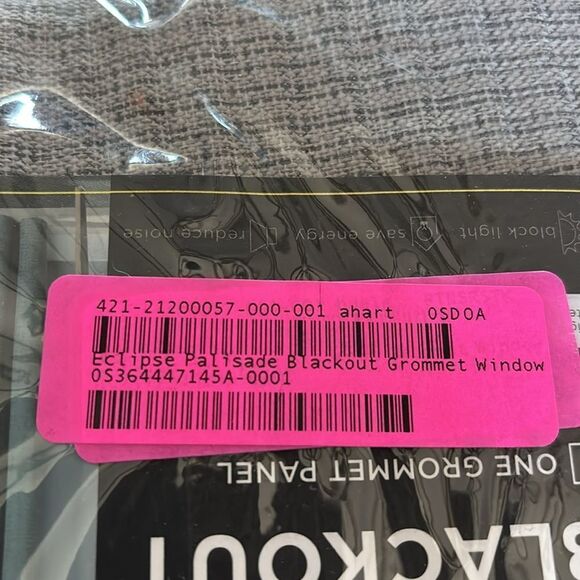 reduce noise save energy block light
421-21200057-000-001 ahart OSDOA
Eclipse Palisade Blackout Grommet Window
0S364447145A-0001
ONE GROMMET PANEL
BLACKOUT